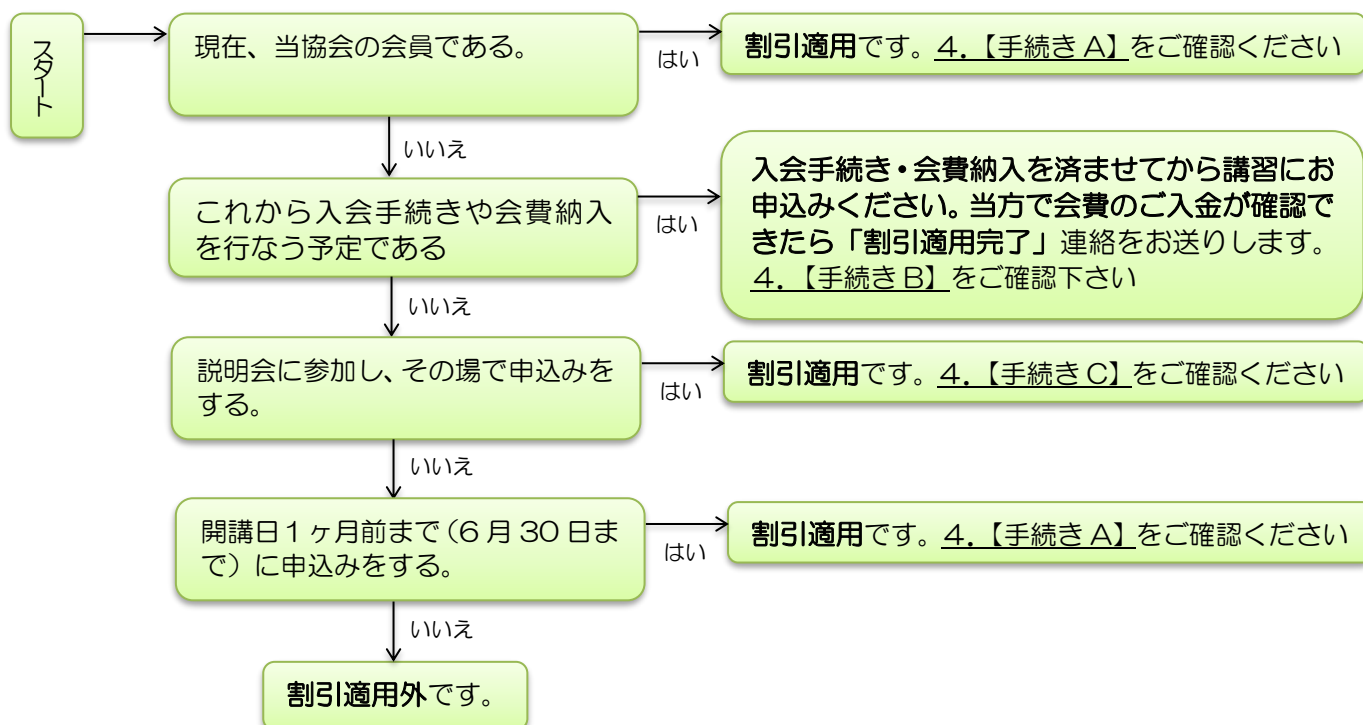 スタート
現在、当協会の会員である。
はい
割引適用です。4.【手続きA】をご確認ください
いいえ
これから入会手続きや会費納入
を行なう予定である
はい
入会手続き・会費納入を済ませてから講習にお
申込みください。当方で会費のご入金が確認で
きたら「割引適用完了」連絡をお送りします。
4.【手続きB】をご確認下さい
いいえ
説明会に参加し、その場で申込みを
する。
はい
割引適用です。4.【手続きC】をご確認ください
いいえ
開講日1ヶ月前まで(6月30日ま
で)に申込みをする。
はい
割引適用です。4.【手続きA】をご確認ください
いいえ
割引適用外です。